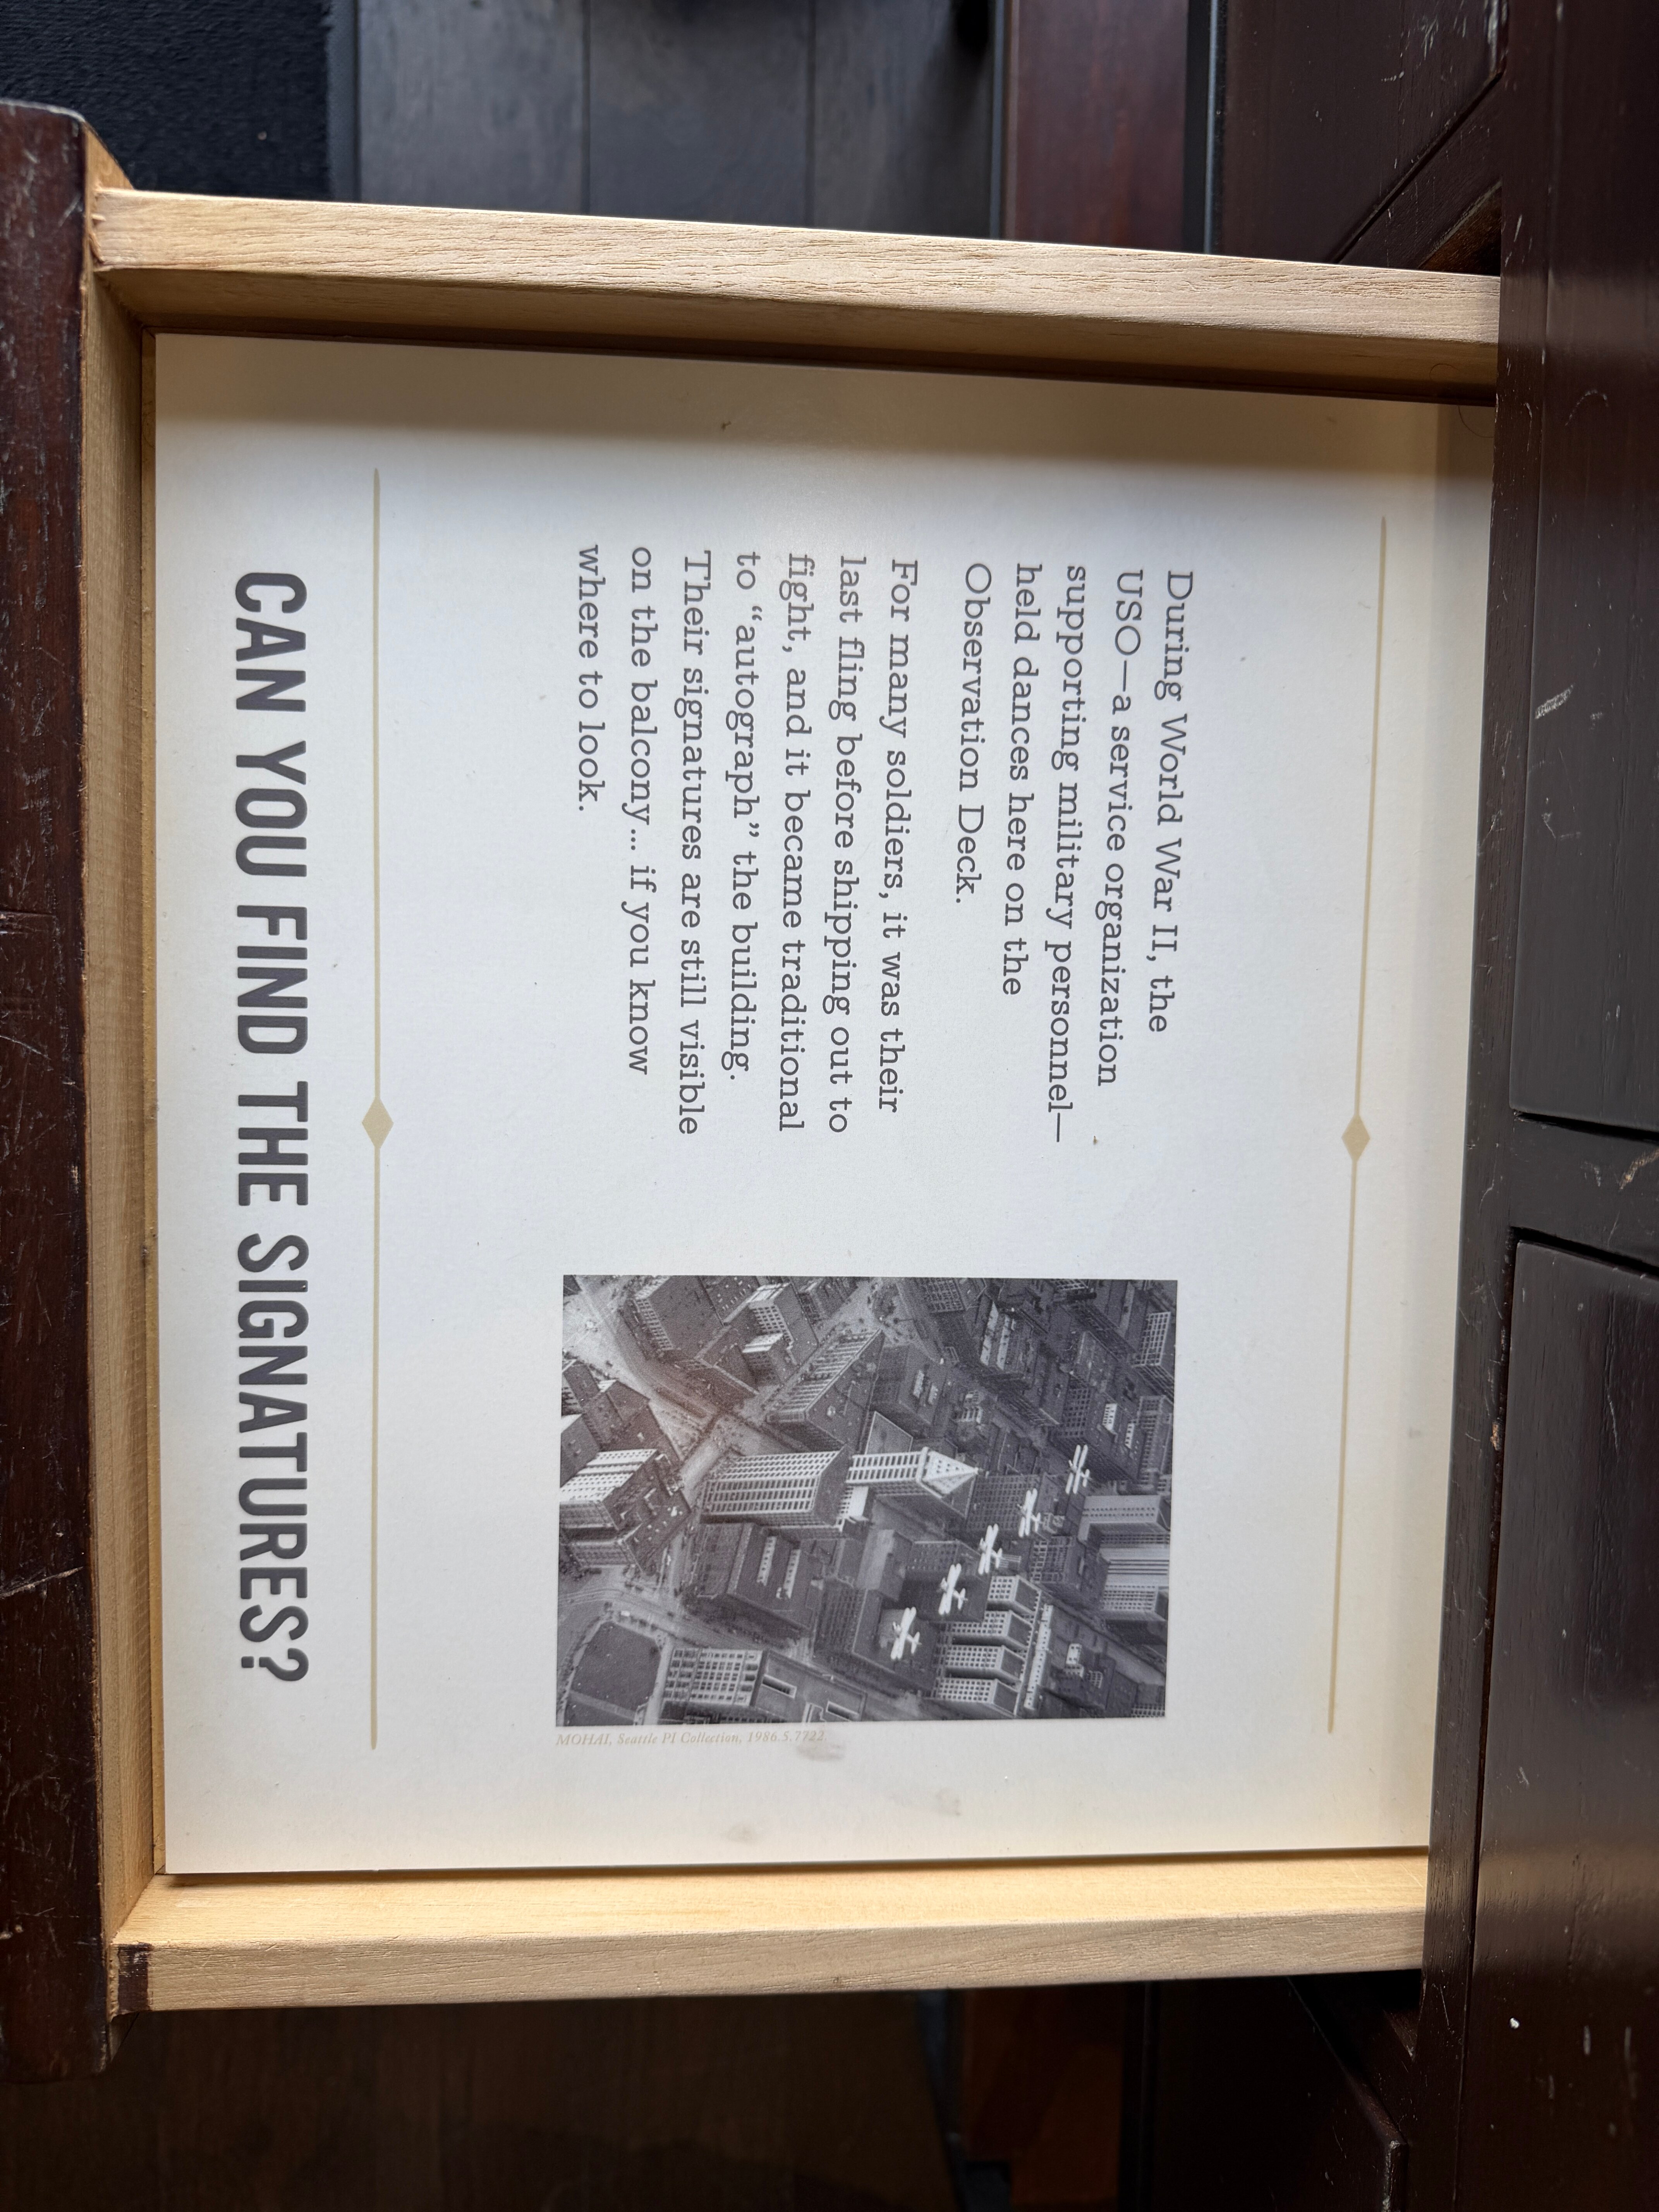 During World War II, the
USO—a service organization
supporting military personnel—
held dances here on the
Observation Deck.
For many soldiers, it was their
last fling before shipping out to
fight, and it became traditional
to “autograph” the building.
Their signatures are still visible
on the balcony... if you know
where to look.
MOHAI, Seattle PI Collection, 1986.5.7722
CAN YOU FIND THE SIGNATURES?